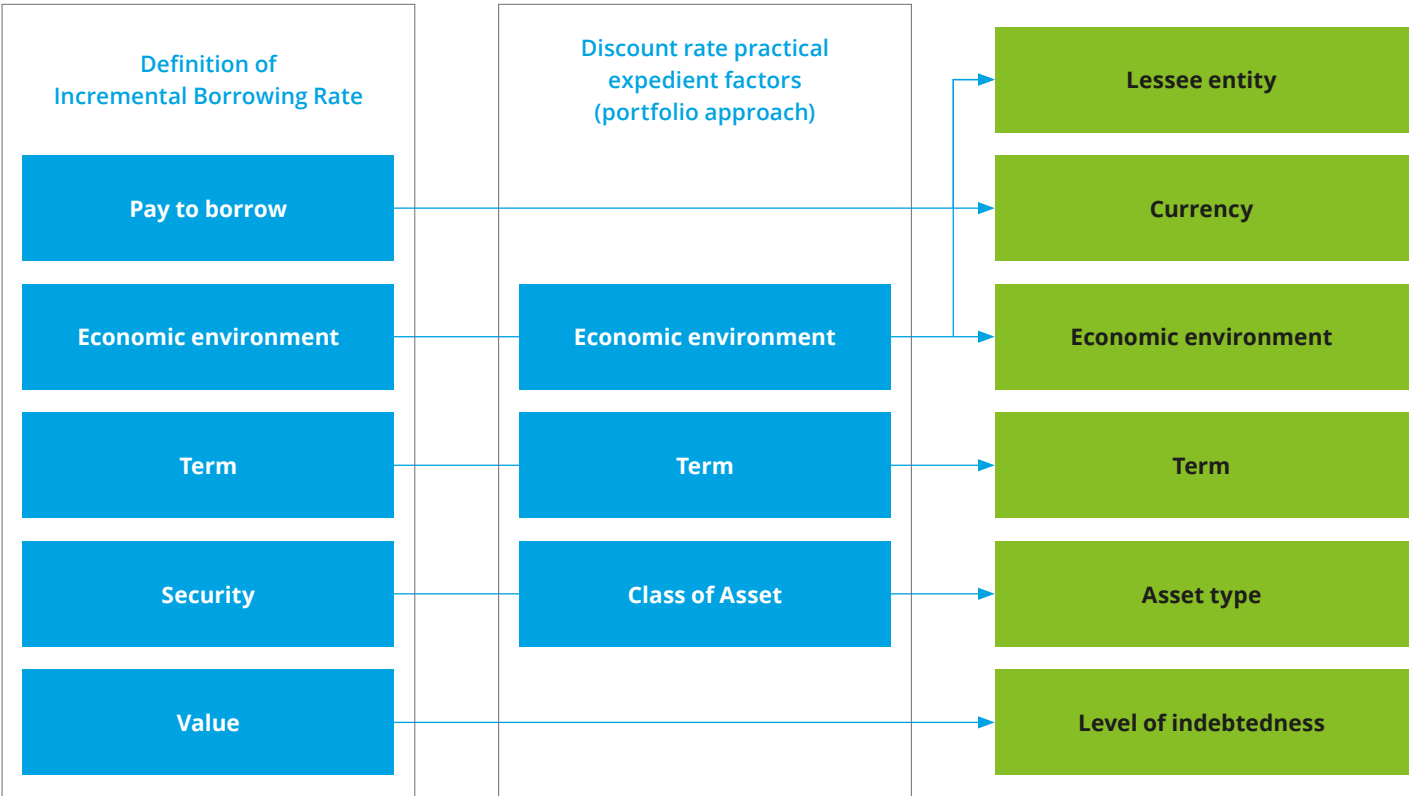 Definition of
Incremental Borrowing Rate
Pay to borrow
Economic environment
Term
Security
Value
Discount rate practical
expedient factors
(portfolio approach)
Economic environment
Term
Class of Asset
Lessee entity
Currency
Economic environment
Term
Asset type
Level of indebtedness